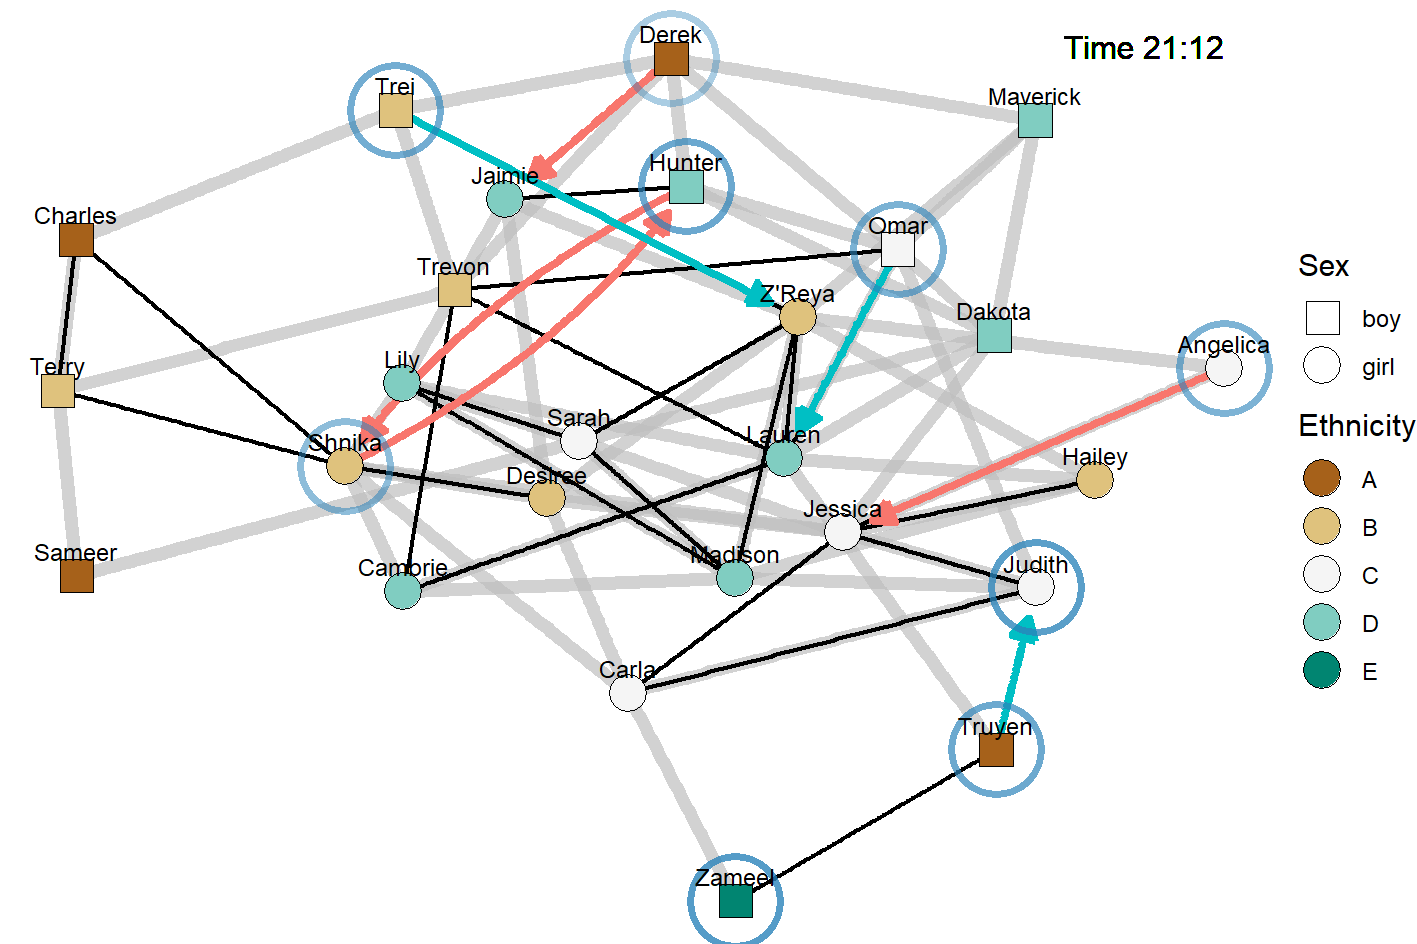 Derek
Time 21:12
Trei
Maverick
Hunter
Jaimie
Charles
Omar
Trevon
Z'Reya
Dakota
Angelica
Terry
Lily
Sarah
Shnika
Lauren
Hailey
Desiree
Jessica
Sameer
Madison
Cambrie
Judith
Carla
Truyen
Zameel
Sex
boy
girl
Ethnicity
A
B
C
D
E